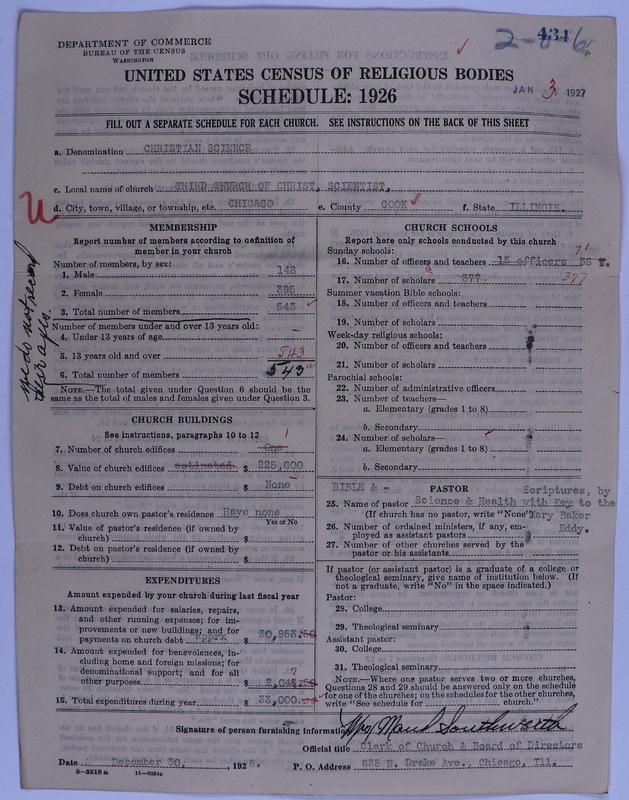 434
2-8-6
DEPARTMENT OF COMMERCE
BUREAU OF THE CENSUS
WASHINGTON
UNITED STATES CENSUS OF RELIGIOUS BODIES
SCHEDULE: 1926
JAN 3 1927
FILL OUT A SEPARATE SCHEDULE FOR EACH CHURCH. SEE INSTRUCTIONS ON THE BACK OF THIS SHEET
a. Denomination CHRISTIAN SCIENCE
c. Local name of church THIRD CHURCH OF CHRIST, SCIENTIST,
d. City, town, village, or township, etc. CHICAGO e. County COOK f. State ILLINOIS.
U
we do not record their ages.
MEMBERSHIP
Report number of members according to definition of
member in your church
Number of members, by sex:
1. Male 148
2. Female 395
3. Total number of members 543
Number of members under and over 13 years old:
4. Under 13 years of age –
5. 13 years old and over 543
6. Total number of members 543
NOTE.—The total given under Question 6 should be
the same as the total of males and females given under Question 3.
CHURCH BUILDINGS
See instructions, paragraphs 10 to 12
7. Number of church edifices One 1
8. Value of church edifices estimated $ 225,000
9. Debt on church edifices $ None
10. Does church own pastor's residence Have none
Yes or No
11. Value of pastor's residence (if owned by
church) $
12. Debt on pastor's residence (if owned by
church) $
EXPENDITURES
Amount expended by your church during last fiscal year
13. Amount expended for salaries, repairs,
and other running expenses; for im-
provements or new buildings; and for
payments on church debt $ 30,953.50
14. Amount expended for benevolences, in-
cluding home and foreign missions; for
denominational support; and for all
other purposes $ 2,046.50 7
15. Total expenditures during year $ 33,000.
CHURCH SCHOOLS
Report here only schools conducted by this church
Sunday schools:
16. Number of officers and teachers 15 officers 56 T. 71
17. Number of scholars 377 377
Summer vacation Bible schools:
18. Number of officers and teachers
19. Number of scholars
Week-day religious schools:
20. Number of officers and teachers
21. Number of scholars
Parochial schools:
22. Number of administrative officers
23. Number of teachers—
a. Elementary (grades 1 to 8)
b. Secondary
24. Number of scholars—
a. Elementary (grades 1 to 8)
b. Secondary
PASTOR
BIBLE & - Scriptures, by
25. Name of pastor Science & Health with Key to the
(If church has no pastor, write "None") Mary Baker
26. Number of ordained ministers, if any, em-
ployed as assistant pastors Eddy.
27. Number of other churches served by the
pastor or his assistants
If pastor (or assistant pastor) is a graduate of a college or
theological seminary, give name of institution below. (If
not a graduate, write "No" in the space indicated.)
Pastor:
28. College
29. Theological seminary
Assistant pastor:
30. College
31. Theological seminary
NOTE.—Where one pastor serves two or more churches,
Questions 28 and 29 should be answered only on the schedule
for one of the churches; on the schedules for the other churches,
write "See schedule for church."
Signature of person furnishing information Maud Southworth
Official title Clerk of Church & Board of Directors
Date December 30, , 1926. P. O. Address 835 N. Drake Ave., Chicago, Ill.
8—5518 a